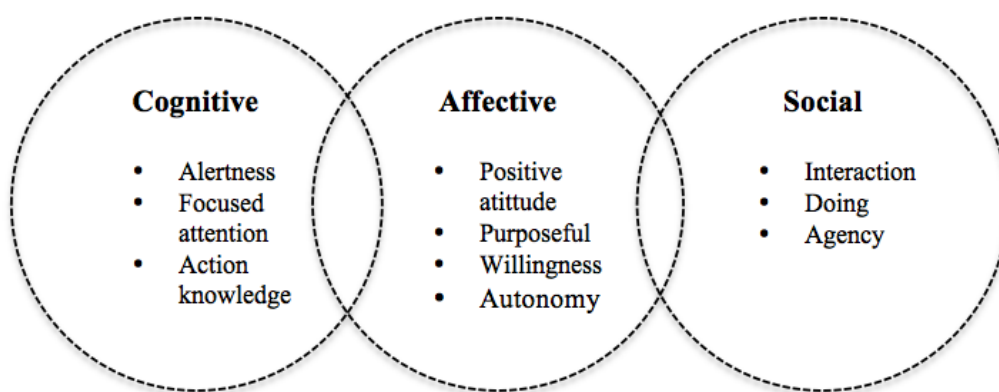 Cognitive
• Alertness
• Focused
attention
• Action
knowledge
Affective
• Positive
atittude
• Purposeful
• Willingness
• Autonomy
Social
• Interaction
• Doing
• Agency